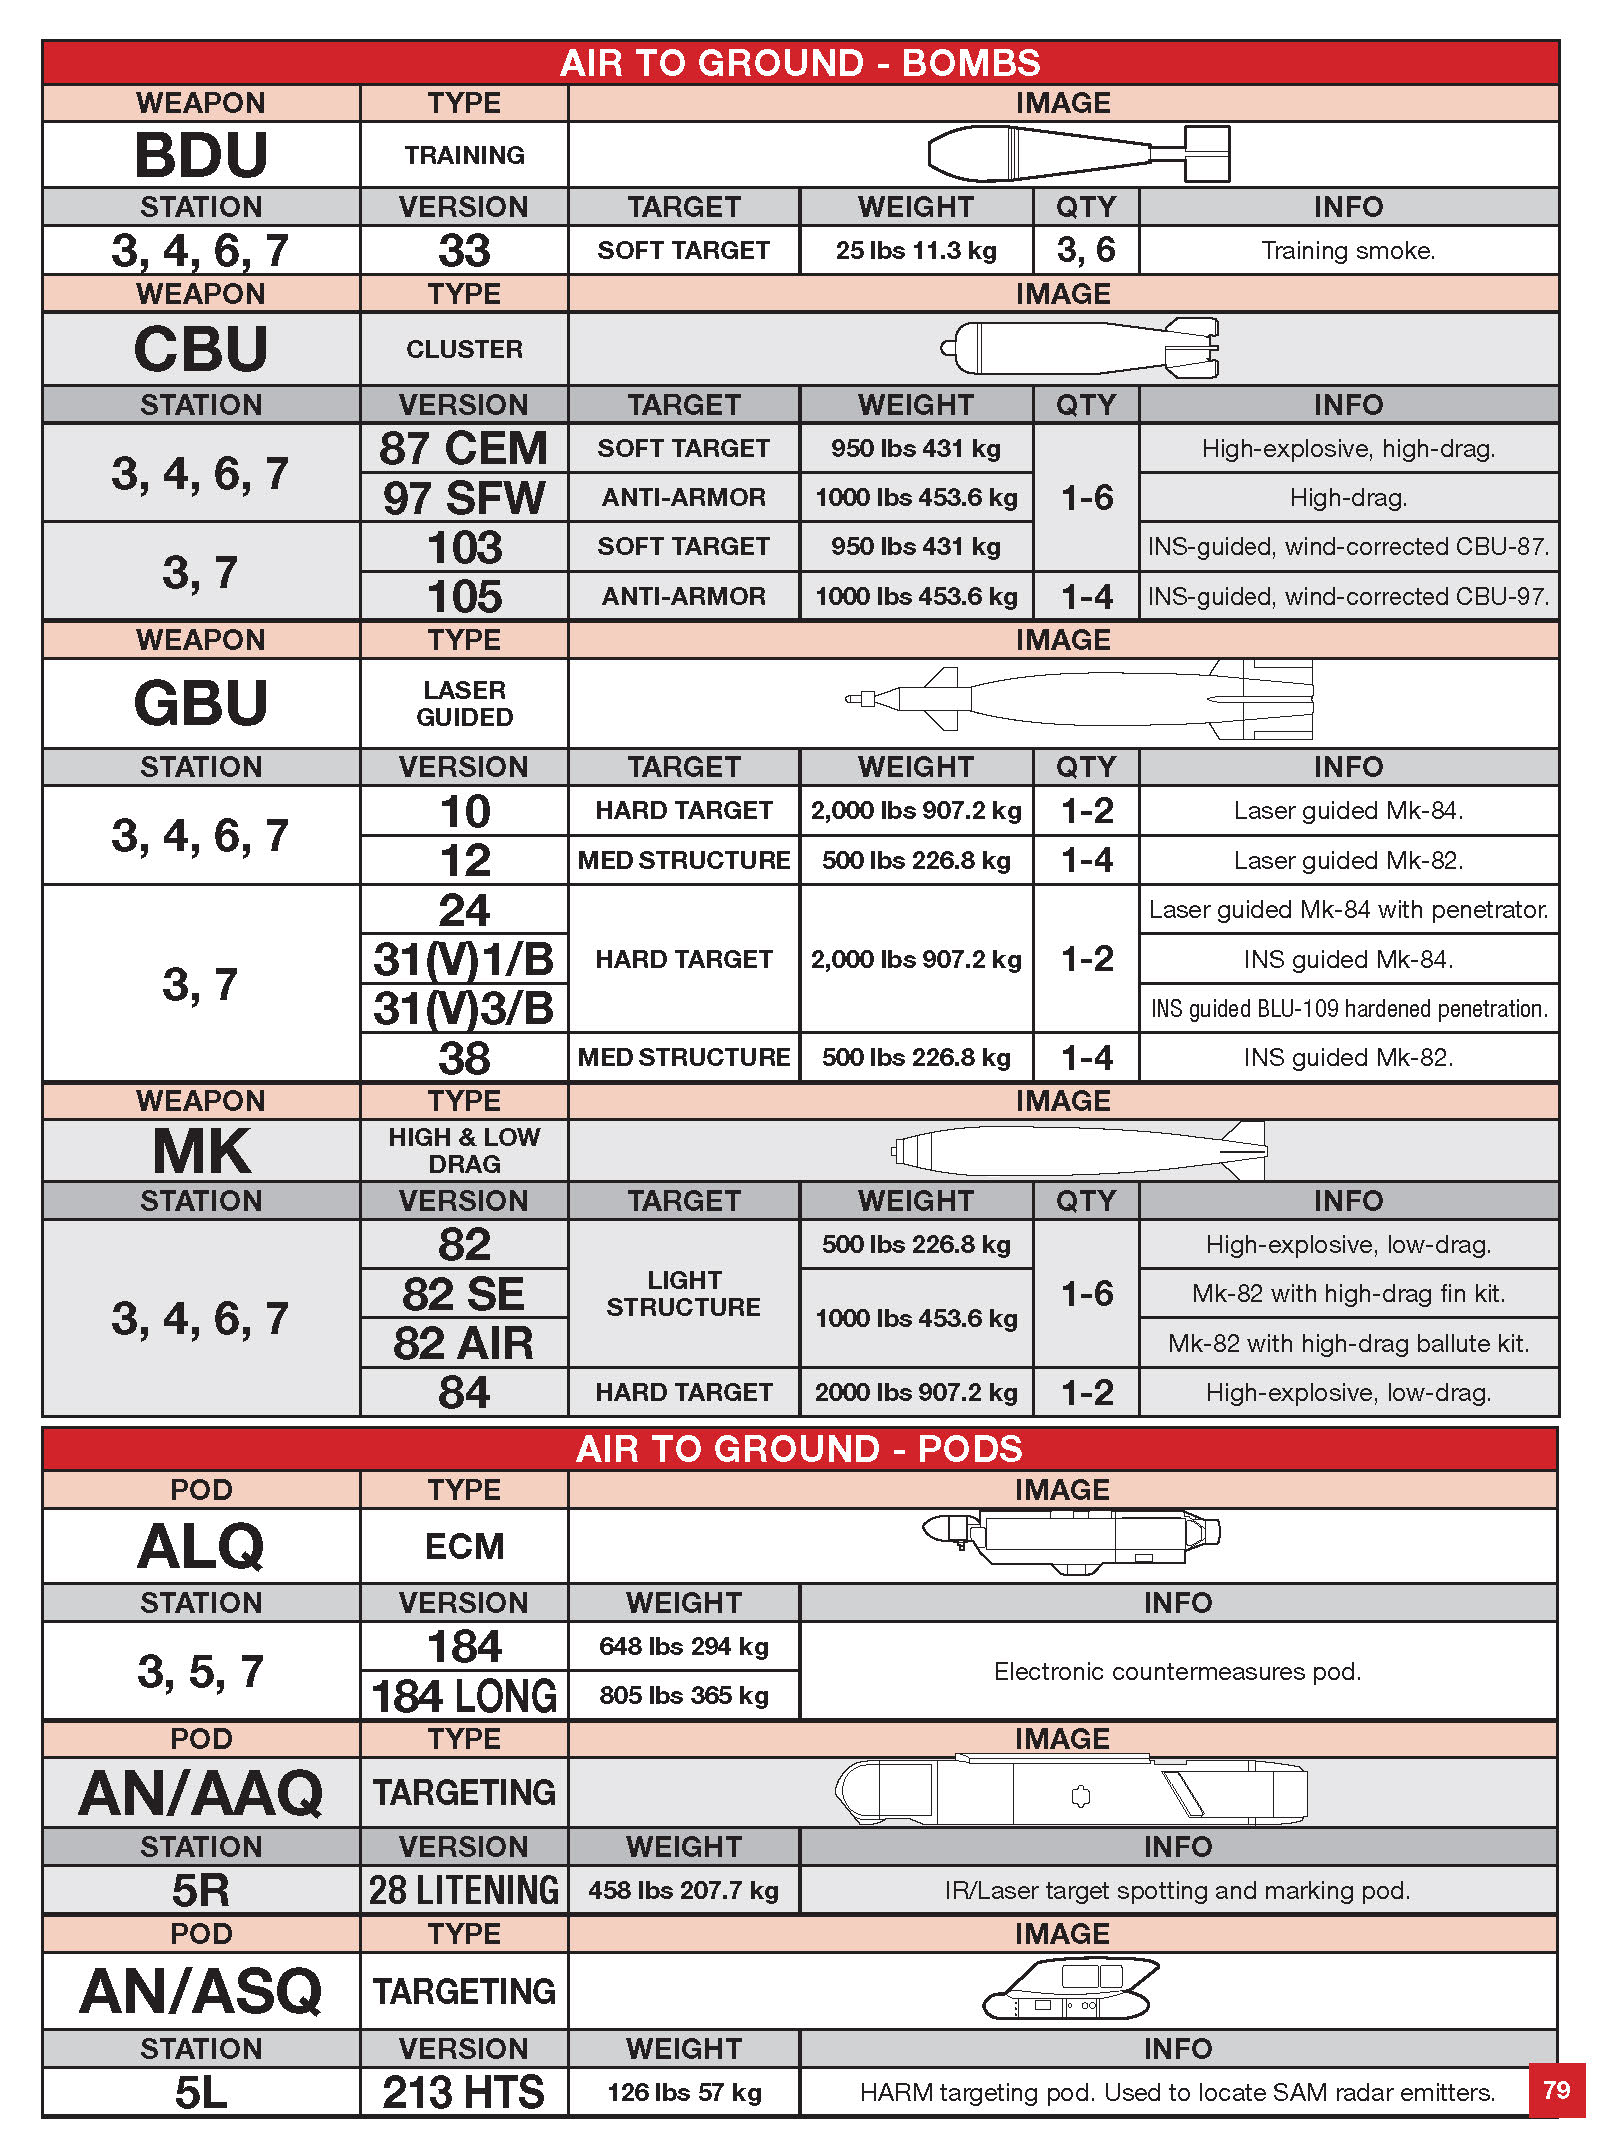 AIR TO GROUND - BOMBS
WEAPON TYPE IMAGE
BDU TRAINING
STATION VERSION TARGET WEIGHT QTY INFO
3, 4, 6, 7 33 SOFT TARGET 25 lbs 11.3 kg 3, 6 Training smoke.
WEAPON TYPE IMAGE
CBU CLUSTER
STATION VERSION TARGET WEIGHT QTY INFO
3, 4, 6, 7 87 CEM SOFT TARGET 950 lbs 431 kg 1-6 High-explosive, high-drag.
97 SFW ANTI-ARMOR 1000 lbs 453.6 kg High-drag.
3, 7 103 SOFT TARGET 950 lbs 431 kg INS-guided, wind-corrected CBU-87.
105 ANTI-ARMOR 1000 lbs 453.6 kg 1-4 INS-guided, wind-corrected CBU-97.
WEAPON TYPE IMAGE
GBU LASER
GUIDED
STATION VERSION TARGET WEIGHT QTY INFO
3, 4, 6, 7 10 HARD TARGET 2,000 lbs 907.2 kg 1-2 Laser guided Mk-84.
12 MED STRUCTURE 500 lbs 226.8 kg 1-4 Laser guided Mk-82.
3, 7 24 Laser guided Mk-84 with penetrator.
31(V)1/B HARD TARGET 2,000 lbs 907.2 kg 1-2 INS guided Mk-84.
31(V)3/B INS guided BLU-109 hardened penetration.
38 MED STRUCTURE 500 lbs 226.8 kg 1-4 INS guided Mk-82.
WEAPON TYPE IMAGE
MK HIGH & LOW
DRAG
STATION VERSION TARGET WEIGHT QTY INFO
3, 4, 6, 7 82 LIGHT 500 lbs 226.8 kg 1-6 High-explosive, low-drag.
82 SE STRUCTURE 1000 lbs 453.6 kg Mk-82 with high-drag fin kit.
82 AIR Mk-82 with high-drag ballute kit.
84 HARD TARGET 2000 lbs 907.2 kg 1-2 High-explosive, low-drag.
AIR TO GROUND - PODS
POD TYPE IMAGE
ALQ ECM
STATION VERSION WEIGHT INFO
3, 5, 7 184 648 lbs 294 kg Electronic countermeasures pod.
184 LONG 805 lbs 365 kg
POD TYPE IMAGE
AN/AAQ TARGETING
STATION VERSION WEIGHT INFO
5R 28 LITENING 458 lbs 207.7 kg IR/Laser target spotting and marking pod.
POD TYPE IMAGE
AN/ASQ TARGETING
STATION VERSION WEIGHT INFO
5L 213 HTS 126 lbs 57 kg HARM targeting pod. Used to locate SAM radar emitters.
79